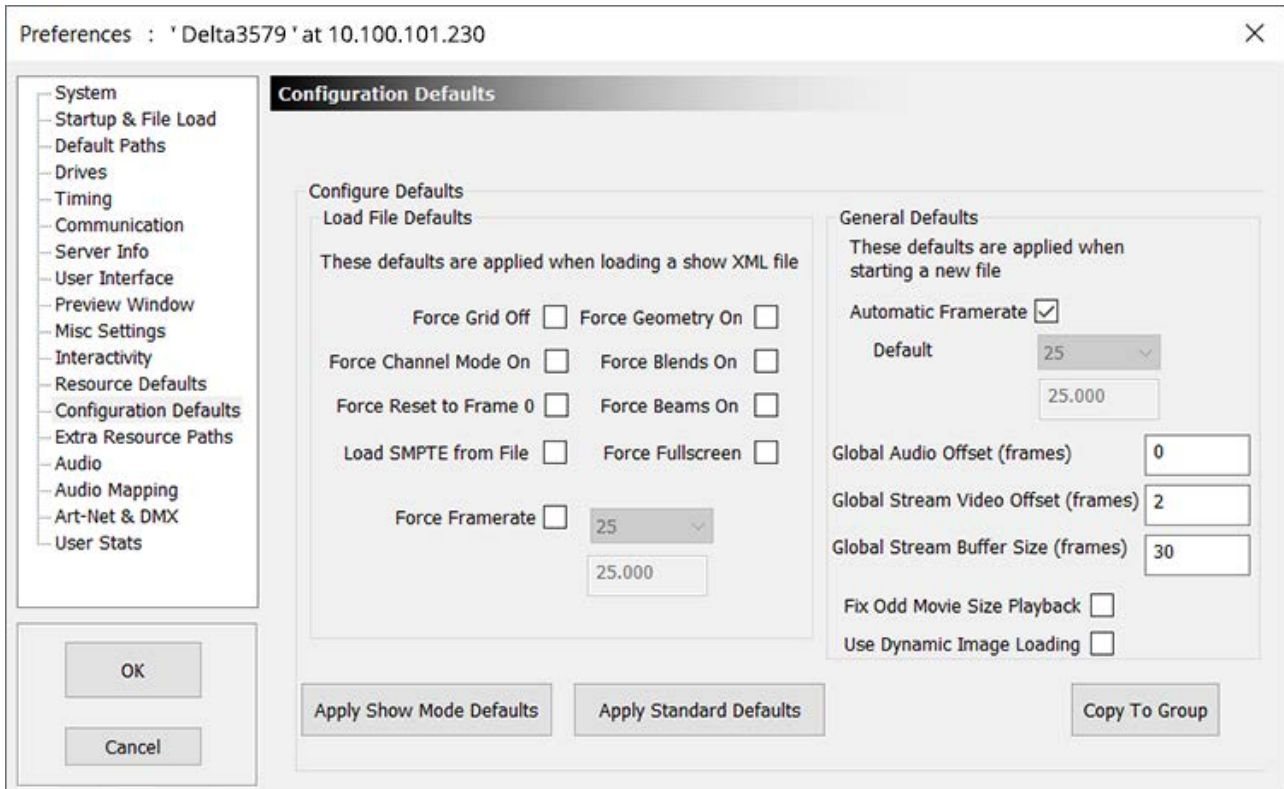 Preferences : ' Delta3579 ' at 10.100.101.230
System
Startup & File Load
Default Paths
Drives
Timing
Communication
Server Info
User Interface
Preview Window
Misc Settings
Interactivity
Resource Defaults
Configuration Defaults
Extra Resource Paths
Audio
Audio Mapping
Art-Net & DMX
User Stats
OK
Cancel
Configuration Defaults
Configure Defaults
Load File Defaults
These defaults are applied when loading a show XML file
Force Grid Off Force Geometry On
Force Channel Mode On Force Blends On
Force Reset to Frame 0 Force Beams On
Load SMPTE from File Force Fullscreen
Force Framerate 25
25.000
General Defaults
These defaults are applied when
starting a new file
Automatic Framerate
Default 25
25.000
Global Audio Offset (frames) 0
Global Stream Video Offset (frames) 2
Global Stream Buffer Size (frames) 30
Fix Odd Movie Size Playback
Use Dynamic Image Loading
Apply Show Mode Defaults Apply Standard Defaults Copy To Group